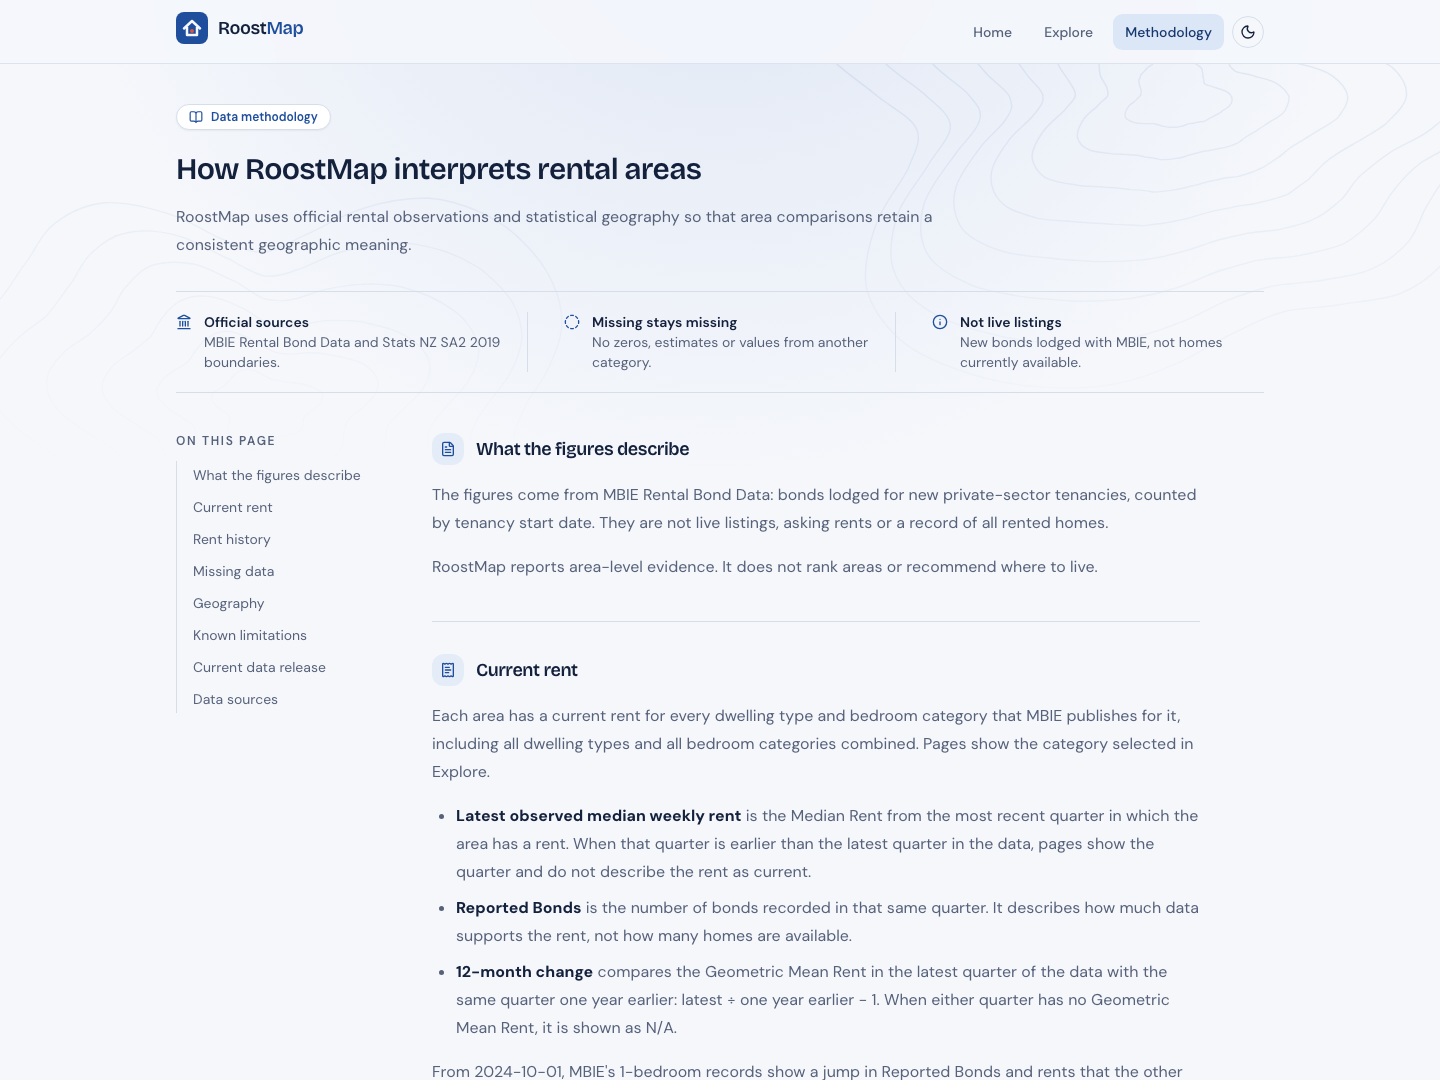 RoostMap
Home
Explore
Methodology
Data methodology
How RoostMap interprets rental areas
RoostMap uses official rental observations and statistical geography so that area comparisons retain a
consistent geographic meaning.
Official sources
MBIE Rental Bond Data and Stats NZ SA2 2019
boundaries.
Missing stays missing
No zeros, estimates or values from another
category.
Not live listings
New bonds lodged with MBIE, not homes
currently available.
ON THIS PAGE
What the figures describe
Current rent
Rent history
Missing data
Geography
Known limitations
Current data release
Data sources
What the figures describe
The figures come from MBIE Rental Bond Data: bonds lodged for new private-sector tenancies, counted
by tenancy start date. They are not live listings, asking rents or a record of all rented homes.
RoostMap reports area-level evidence. It does not rank areas or recommend where to live.
Current rent
Each area has a current rent for every dwelling type and bedroom category that MBIE publishes for it,
including all dwelling types and all bedroom categories combined. Pages show the category selected in
Explore.
• Latest observed median weekly rent is the Median Rent from the most recent quarter in which the
area has a rent. When that quarter is earlier than the latest quarter in the data, pages show the
quarter and do not describe the rent as current.
• Reported Bonds is the number of bonds recorded in that same quarter. It describes how much data
supports the rent, not how many homes are available.
• 12-month change compares the Geometric Mean Rent in the latest quarter of the data with the
same quarter one year earlier: latest ÷ one year earlier - 1. When either quarter has no Geometric
Mean Rent, it is shown as N/A.
From 2024-10-01, MBIE's 1-bedroom records show a jump in Reported Bonds and rents that the other